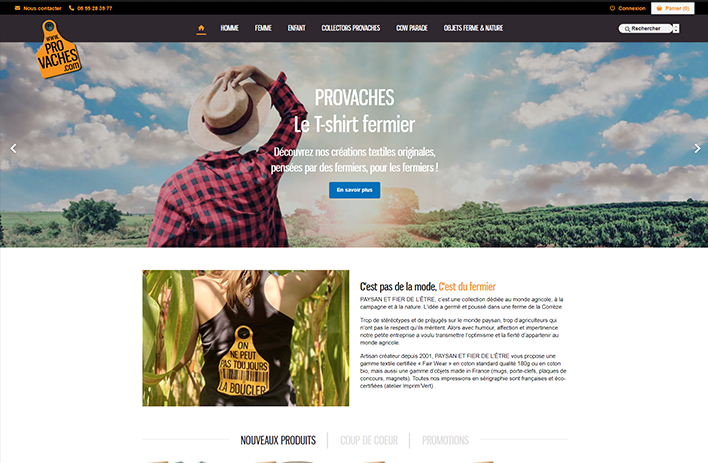 Nous contacter 05 55 28 39 77
Connexion Panier (0)
www.
PRO
VACHES
.com
HOMME FEMME ENFANT COLLECTORS PROVACHES COW PARADE OBJETS FERME & NATURE
Rechercher
PROVACHES
Le T-shirt fermier
Découvrez nos créations textiles originales,
pensées par des fermiers, pour les fermiers !
En savoir plus
ON
NE PEUT
PAS TOUJOURS
LA BOUCLER
C'est pas de la mode, C'est du fermier
PAYSAN ET FIER DE L'ÊTRE, c'est une collection dédiée au monde agricole, à la
campagne et à la nature. L'idée a germé et poussé dans une ferme de la Corrèze.
Trop de stéréotypes et de préjugés sur le monde paysan, trop d'agriculteurs qui
n'ont pas le respect qu'ils méritent. Alors avec humour, affection et impertinence
notre petite entreprise a voulu transmettre l'optimisme et la fierté d'appartenir au
monde agricole.
Artisan créateur depuis 2001, PAYSAN ET FIER DE L'ÊTRE vous propose une
gamme textile certifiée « Fair Wear » en coton standard qualité 180g ou en coton
bio, mais aussi une gamme d'objets made in France (mugs, porte-clefs, plaques de
concours, magnets). Toutes nos impressions en sérigraphie sont françaises et éco-
certifiées (atelier Imprim'Vert) .
NOUVEAUX PRODUITS COUP DE COEUR PROMOTIONS